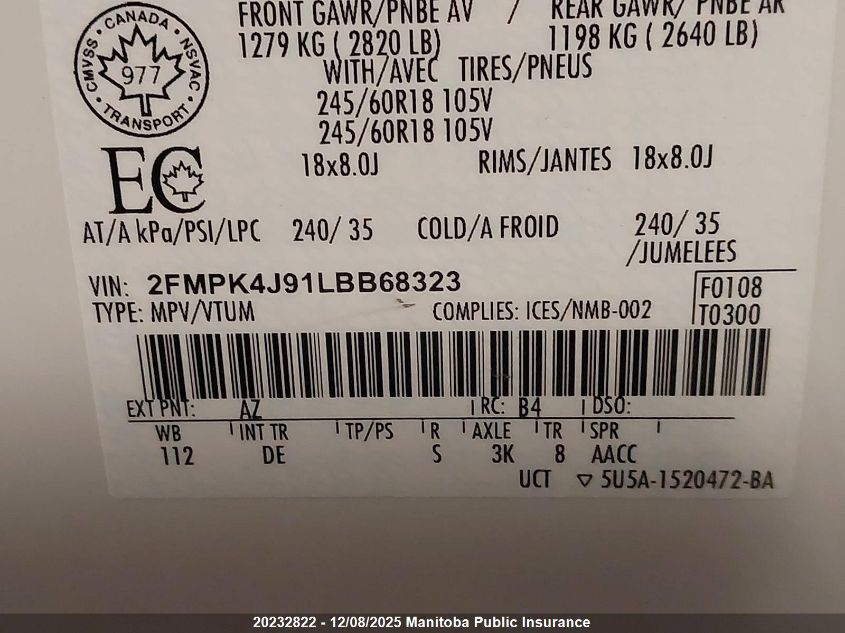 FRONT GAWR/PNBE AV / REAR GAWR/ PNBE AR
1279 KG ( 2820 LB) 1198 KG ( 2640 LB)
WITH/AVEC TIRES/PNEUS
245/60R18 105V
245/60R18 105V
18x8.0J RIMS/JANTES 18x8.0J
CANADA
CMVSS 977 NSVAC
TRANSPORT
EC
AT/A kPa/PSI/LPC 240/ 35 COLD/A FROID 240/ 35
/JUMELEES
VIN: 2FMPK4J91LBB68323
TYPE: MPV/VTUM COMPLIES: ICES/NMB-002
F0108
T0300
EXT PNT: AZ RC: B4 DSO:
WB INT TR TP/PS R AXLE TR SPR
112 DE S 3K 8 AACC
UCT ▽ 5U5A-1520472-BA
20232822 - 12/08/2025 Manitoba Public Insurance